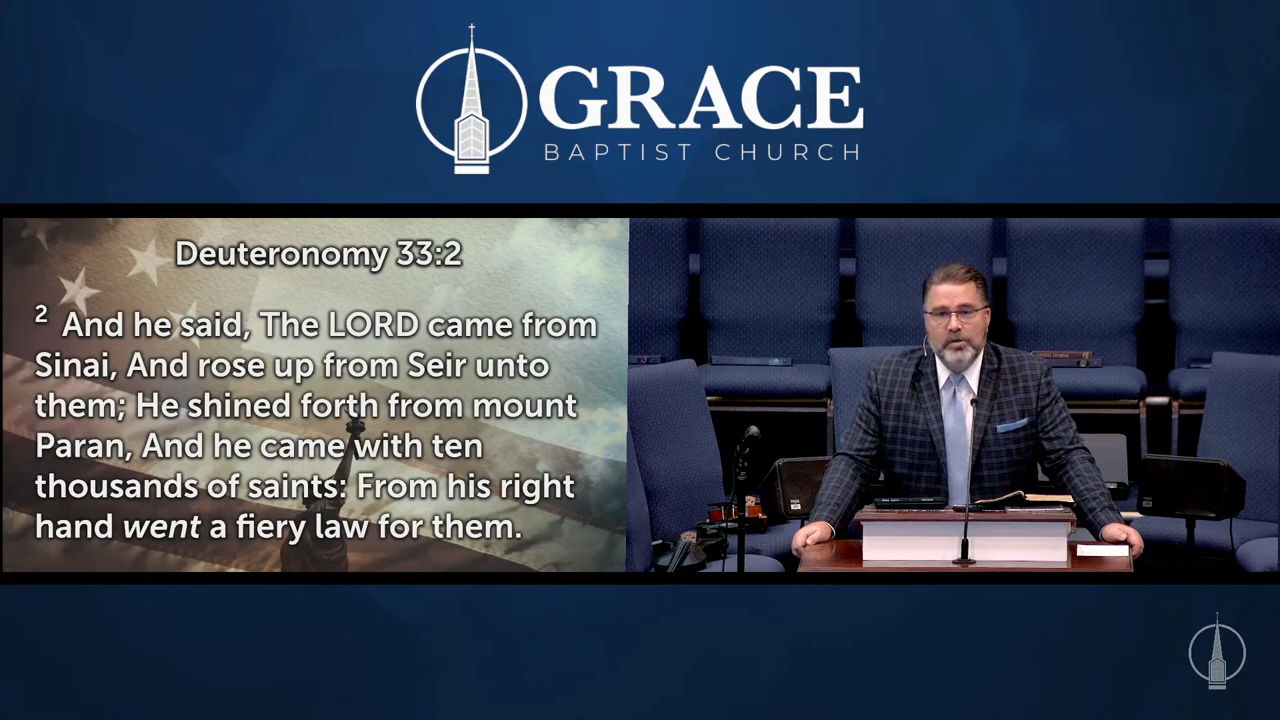 GRACE
BAPTIST CHURCH
Deuteronomy 33:2
2 And he said, The LORD came from
Sinai, And rose up from Seir unto
them; He shined forth from mount
Paran, And he came with ten
thousands of saints: From his right
hand went a fiery law for them.